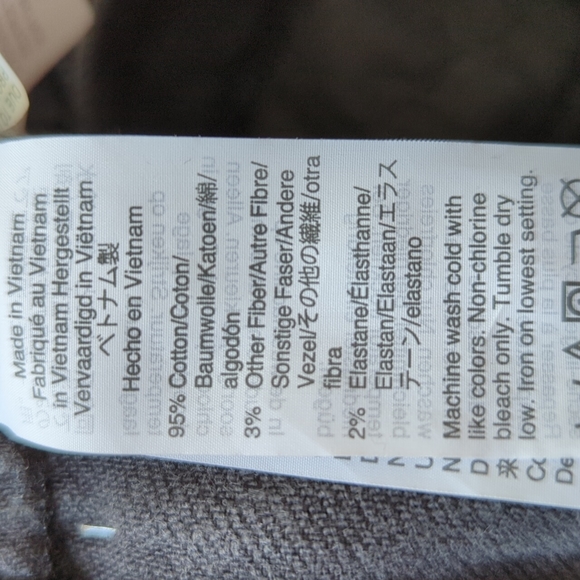 Made in Vietnam
Fabriqué au Vietnam
in Vietnam Hergestellt
Vervaardigd in Viëtnam
ベトナム製
Hecho en Vietnam
95% Cotton/Coton/
Baumwolle/Katoen/綿/
algodón
3% Other Fiber/Autre Fibre/
Sonstige Faser/Andere
Vezel/その他の繊維/otra
fibra
2% Elastane/Elasthanne/
Elastan/Elastaan/エラス
テーン/elastano
Machine wash cold with
like colors. Non-chlorine
bleach only. Tumble dry
low. Iron on lowest setting.